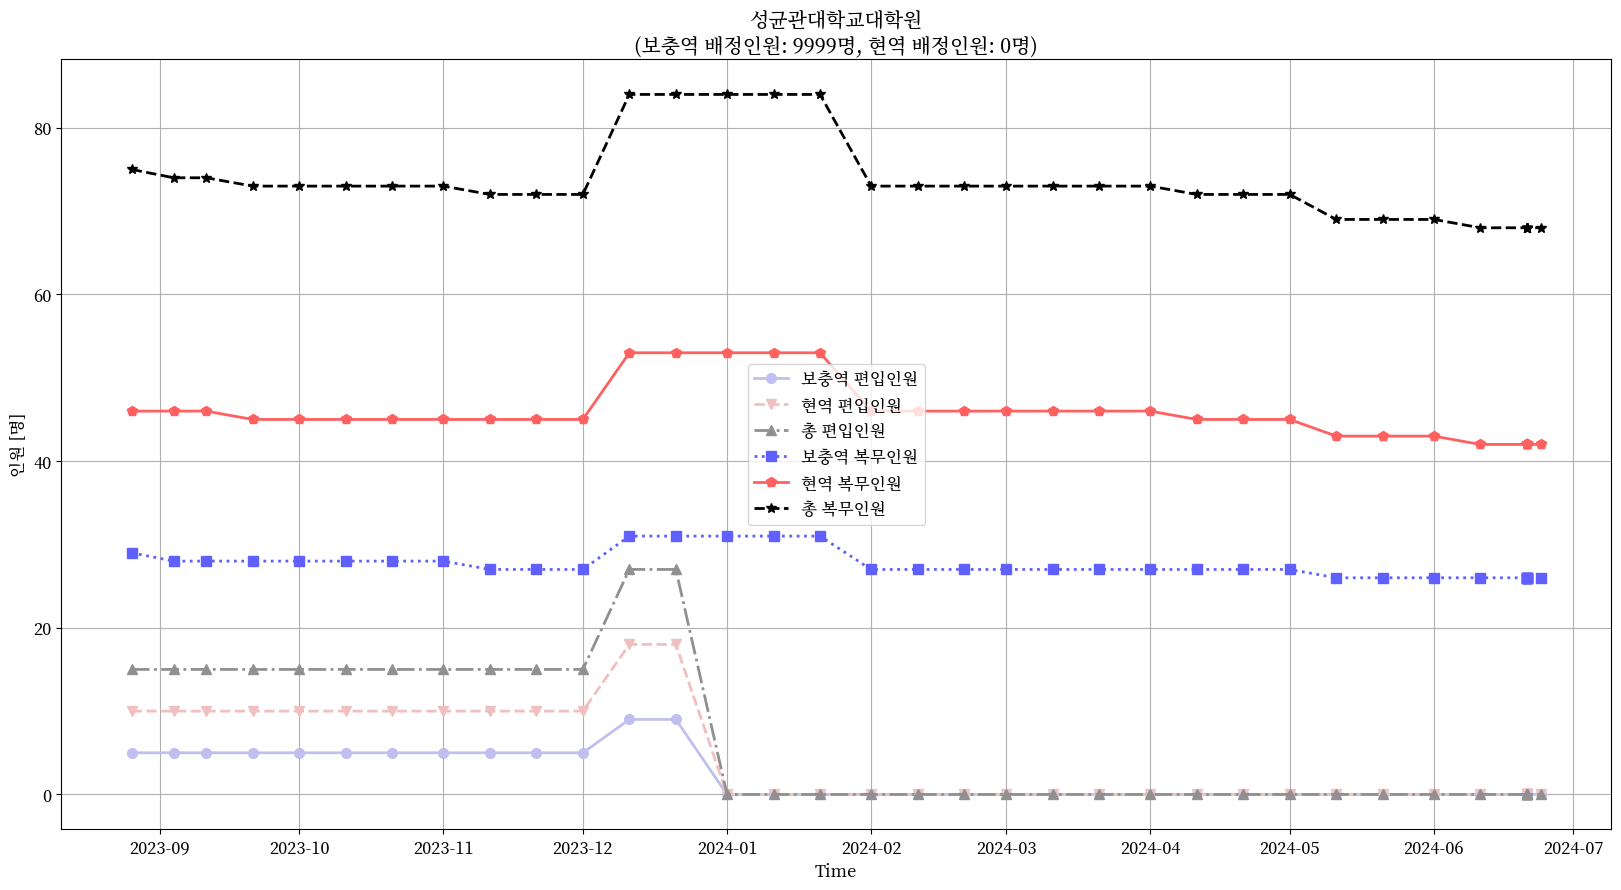 성균관대학교대학원
(보충역 배정인원: 9999명, 현역 배정인원: 0명)
인원 [명]
80
60
40
20
0
보충역 편입인원
현역 편입인원
총 편입인원
보충역 복무인원
현역 복무인원
총 복무인원
2023-09 2023-10 2023-11 2023-12 2024-01 2024-02 2024-03 2024-04 2024-05 2024-06 2024-07
Time